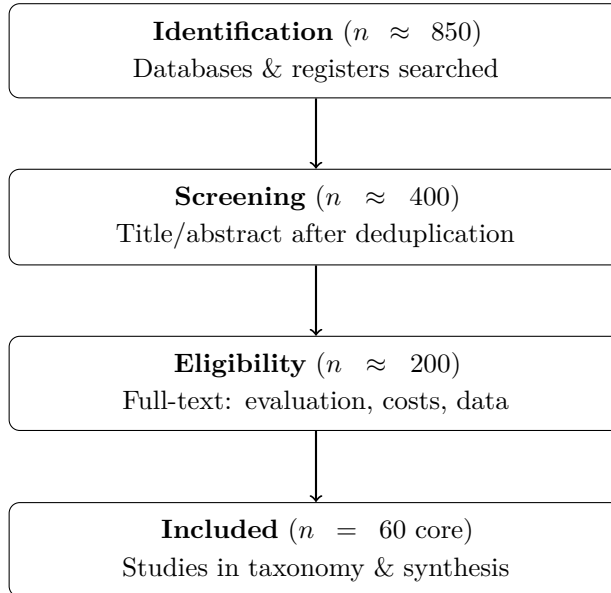 Identification (n ≈ 850)
Databases & registers searched
Screening (n ≈ 400)
Title/abstract after deduplication
Eligibility (n ≈ 200)
Full-text: evaluation, costs, data
Included (n = 60 core)
Studies in taxonomy & synthesis